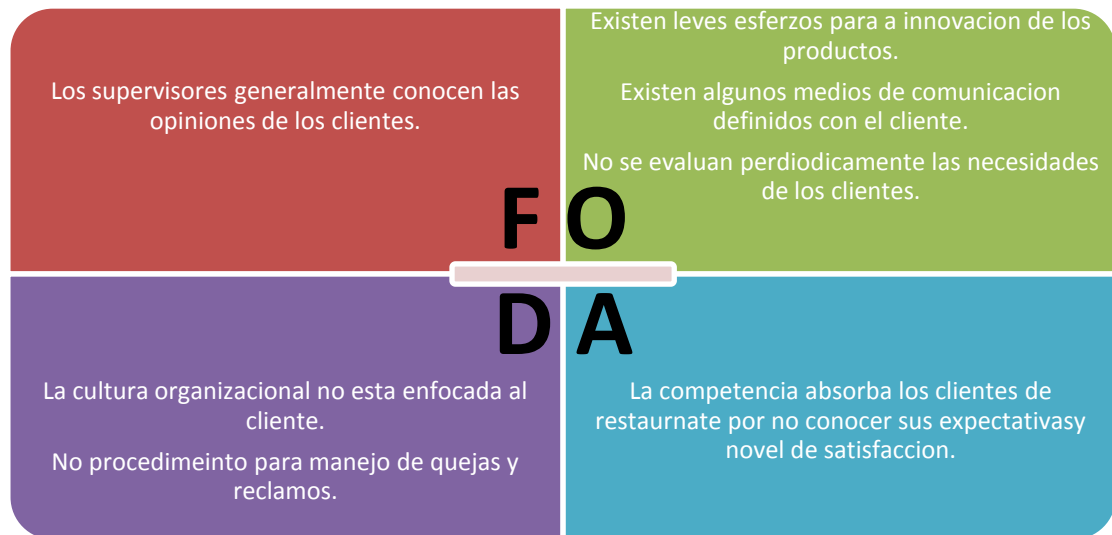 Los supervisores generalmente conocen las
opiniones de los clientes.
Existen leves esferzos para a innovacion de los
productos.
Existen algunos medios de comunicacion
definidos con el cliente.
No se evaluan perdiodicamente las necesidades
de los clientes.
F O
D A
La cultura organizacional no esta enfocada al
cliente.
No procedimeinto para manejo de quejas y
reclamos.
La competencia absorba los clientes de
restaurnate por no conocer sus expectativasy
novel de satisfaccion.